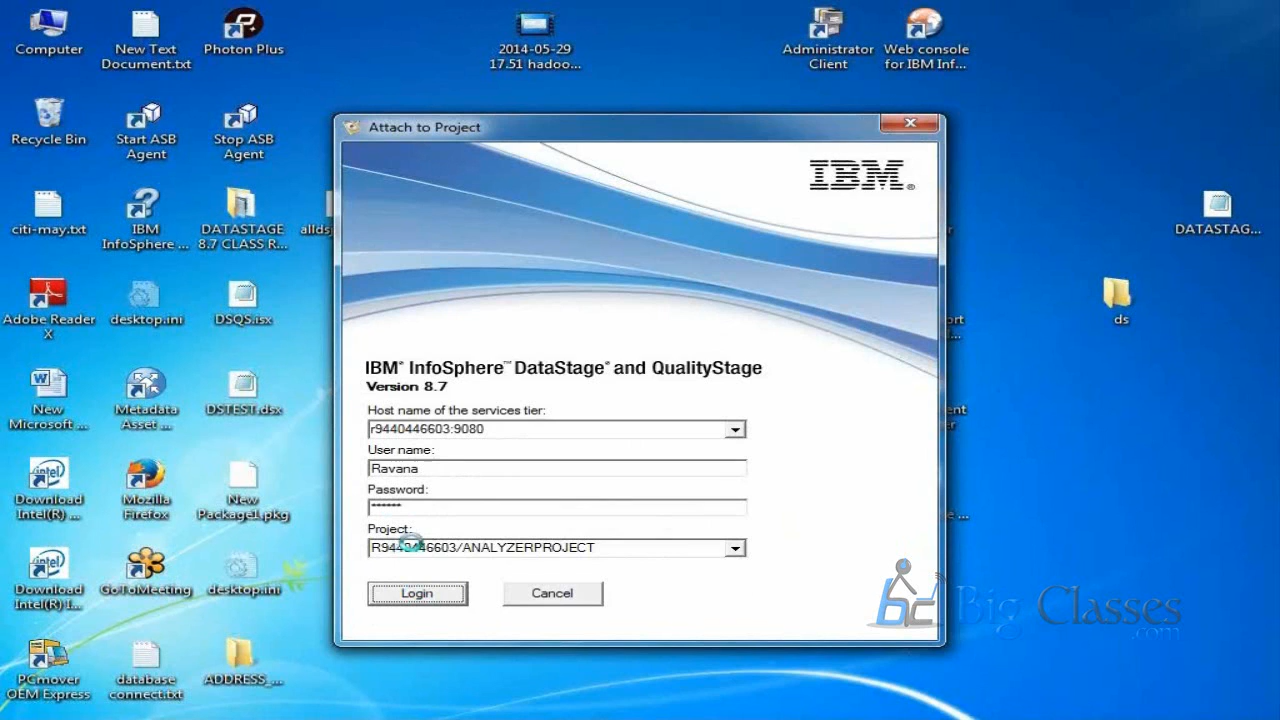 Computer
New Text
Document.txt
Photon Plus
2014-05-29
17.51 hadoo...
Administrator
Client
Web console
for IBM Inf...
Recycle Bin
Start ASB
Agent
Stop ASB
Agent
citi-may.txt
IBM
InfoSphere ...
DATASTAGE
8.7 CLASS R...
DATASTAG...
Adobe Reader
X
desktop.ini
DSQS.isx
ds
New
Microsoft ...
Metadata
Asset ...
DSTEST.dsx
Download
Intel(R) ...
Mozilla
Firefox
New
Package1.pkg
Download
Intel(R) I...
GoToMeeting
desktop.ini
PCmover
OEM Express
database
connect.txt
ADDRESS_...
Attach to Project
IBM®
IBM® InfoSphere™ DataStage® and QualityStage
Version 8.7
Host name of the services tier:
r9440446603:9080
User name:
Ravana
Password:
******
Project:
R9440446603/ANALYZERPROJECT
Login
Cancel
bc Big Classes
.com